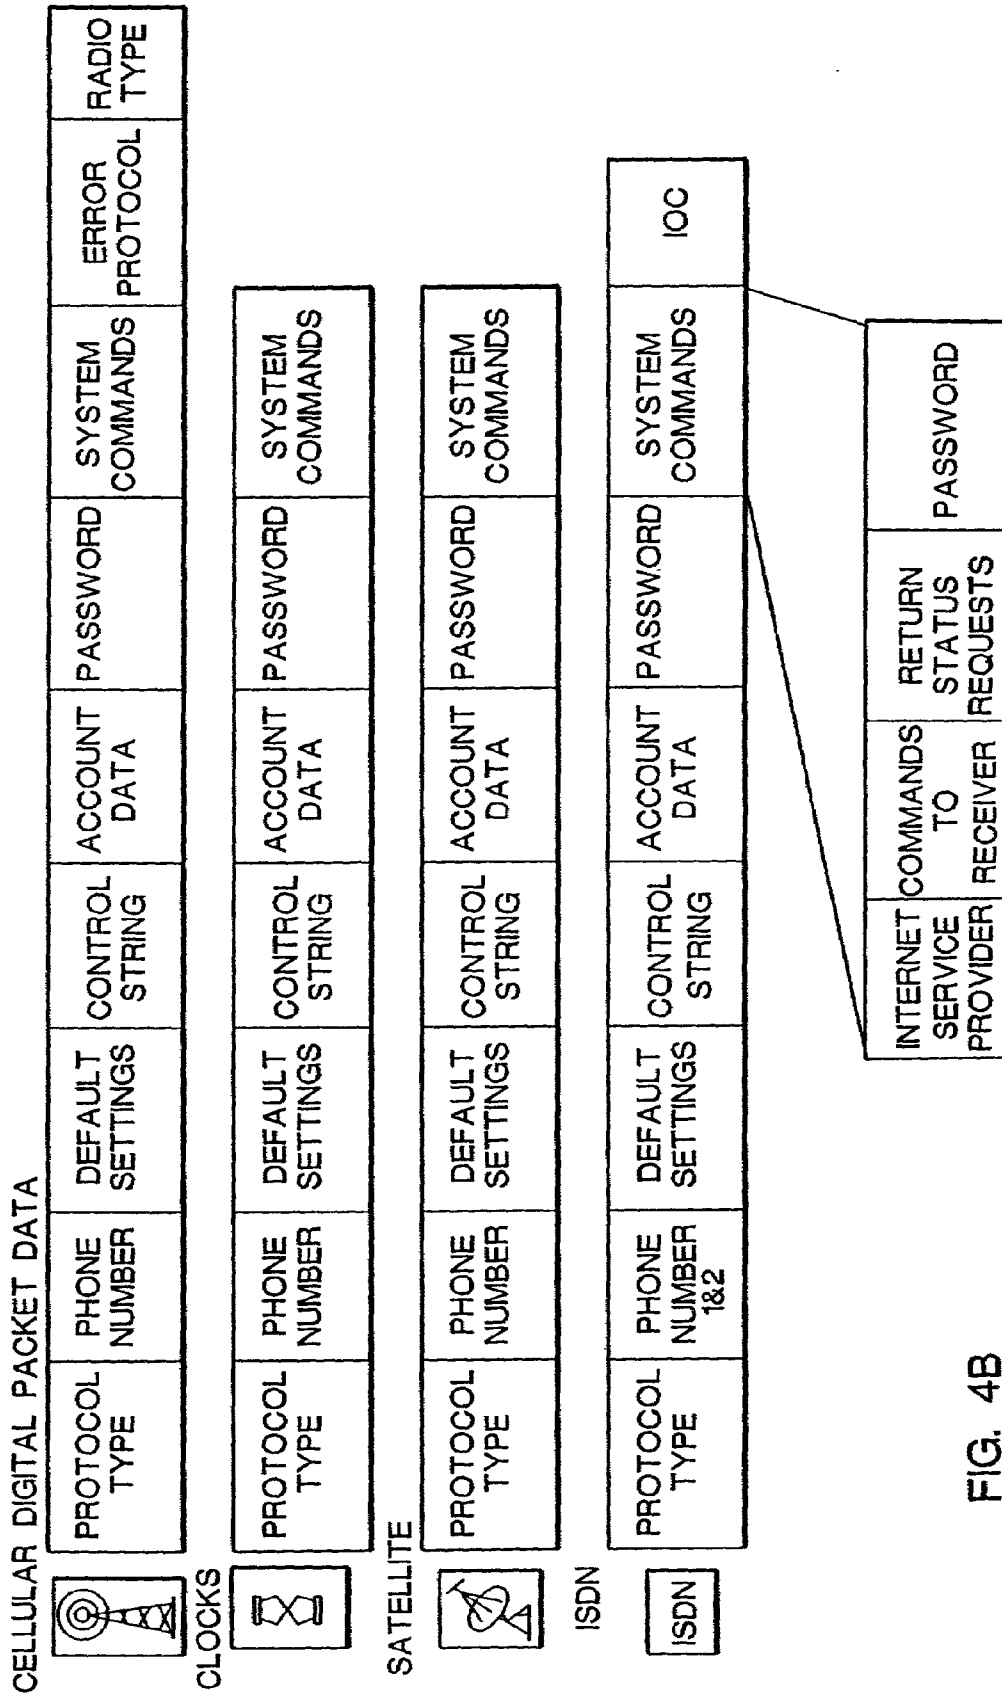 CELLULAR DIGITAL PACKET DATA
PROTOCOL
TYPE
PHONE
NUMBER
DEFAULT
SETTINGS
CONTROL
STRING
ACCOUNT
DATA
PASSWORD
SYSTEM
COMMANDS
ERROR
PROTOCOL
RADIO
TYPE
CLOCKS
PROTOCOL
TYPE
PHONE
NUMBER
DEFAULT
SETTINGS
CONTROL
STRING
ACCOUNT
DATA
PASSWORD
SYSTEM
COMMANDS
SATELLITE
PROTOCOL
TYPE
PHONE
NUMBER
DEFAULT
SETTINGS
CONTROL
STRING
ACCOUNT
DATA
PASSWORD
SYSTEM
COMMANDS
ISDN
ISDN
PROTOCOL
TYPE
PHONE
NUMBER
1&2
DEFAULT
SETTINGS
CONTROL
STRING
ACCOUNT
DATA
PASSWORD
SYSTEM
COMMANDS
IOC
INTERNET
SERVICE
PROVIDER
COMMANDS
TO
RECEIVER
RETURN
STATUS
REQUESTS
PASSWORD
FIG. 4B